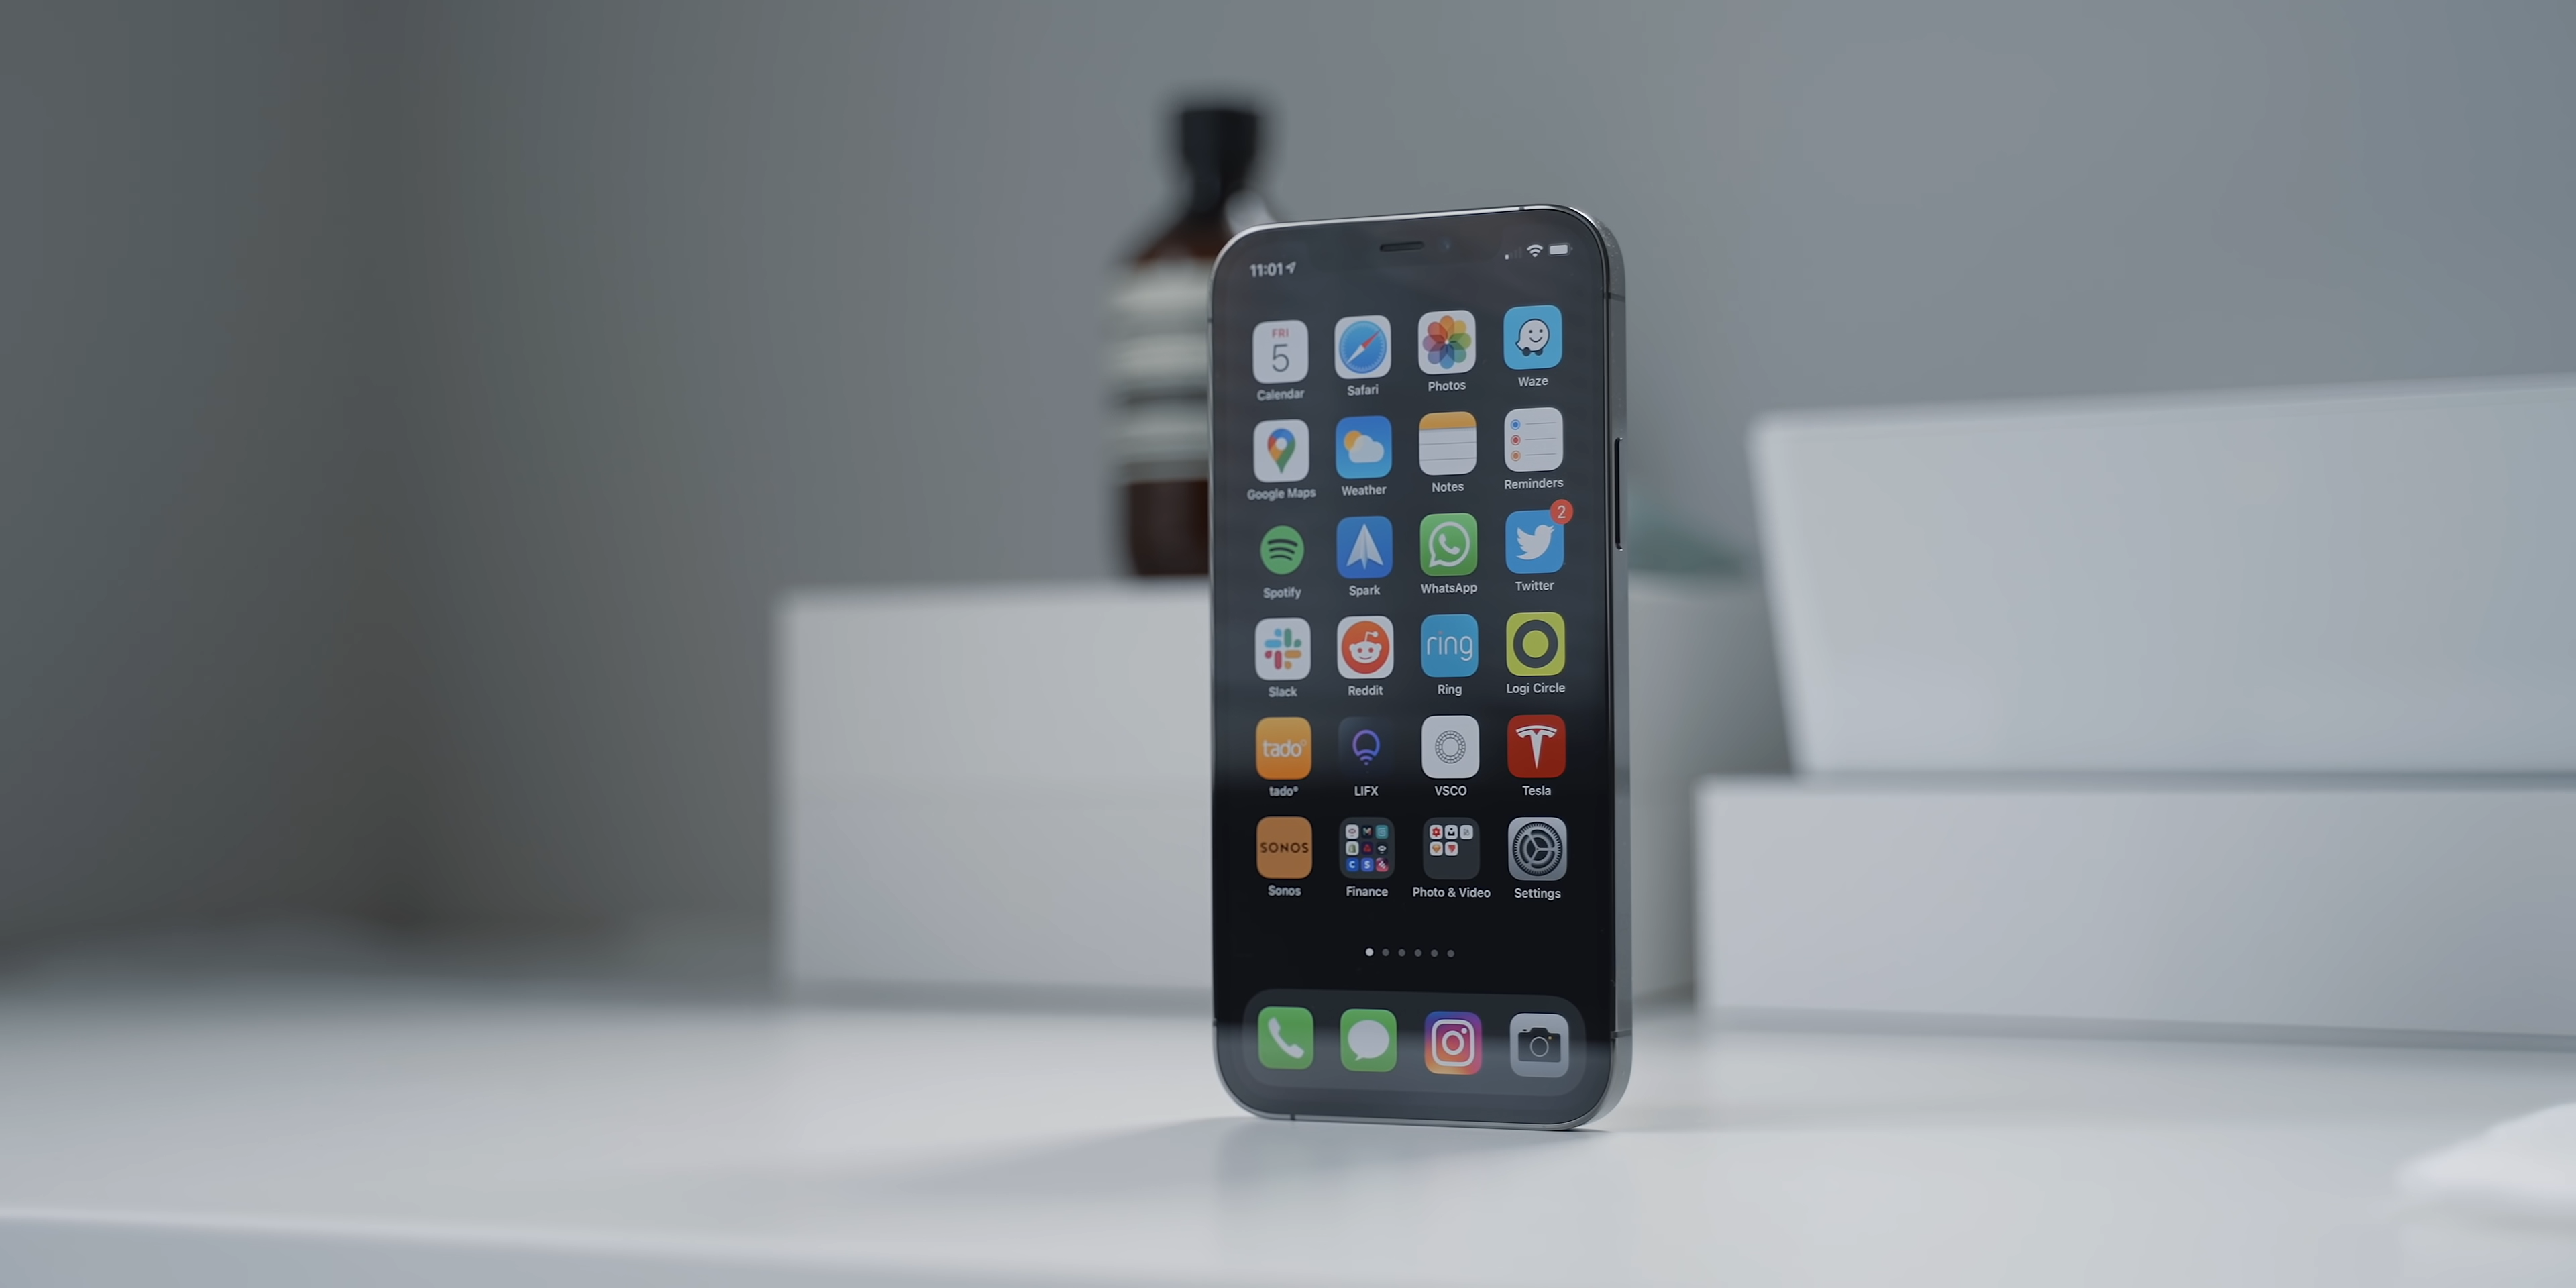 11:01
FRI
5
Calendar Safari Photos Waze
Google Maps Weather Notes Reminders
2
Spotify Spark WhatsApp Twitter
ring
Slack Reddit Ring Logi Circle
tado°
tado° LIFX VSCO Tesla
SONOS
Sonos Finance Photo & Video Settings